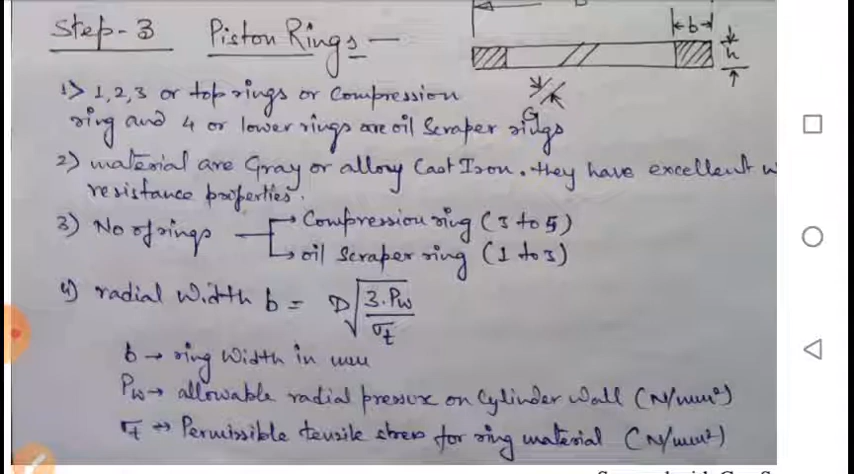 Step-3 Piston Rings —
D
b
h
G
1) 1,2,3 or top rings or Compression
ring and 4 or lower rings are oil Scraper rings
2) material are Gray or alloy Cast Iron. they have excellent
resistance properties.
3) No of rings → Compression ring (3 to 5)
→ oil Scraper ring (1 to 3)
4) radial width b = D√(3.Pw/σt)
b → ring width in mm
Pw → allowable radial pressure on Cylinder wall (N/mm²)
σt → Permissible tensile stress for ring material (N/mm²)